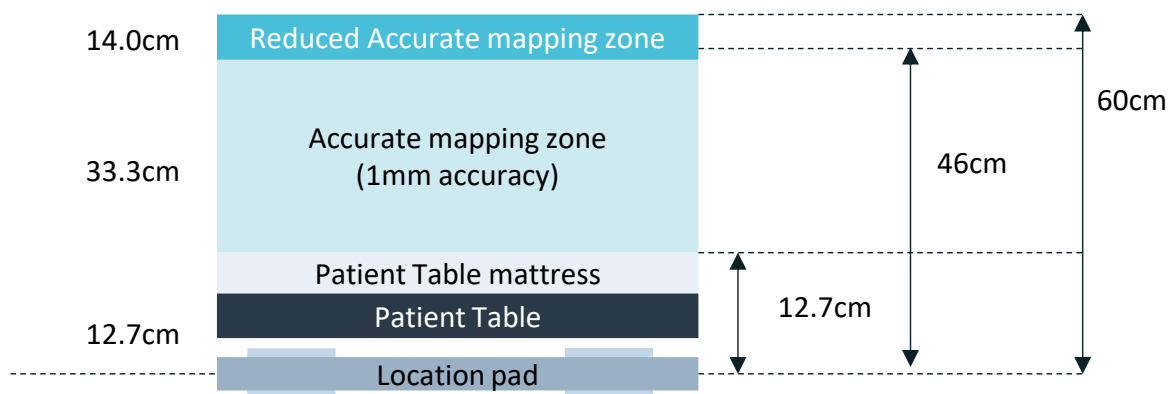 14.0cm
Reduced Accurate mapping zone
60cm
Accurate mapping zone
(1mm accuracy)
33.3cm
46cm
Patient Table mattress
12.7cm
Patient Table
12.7cm
Location pad